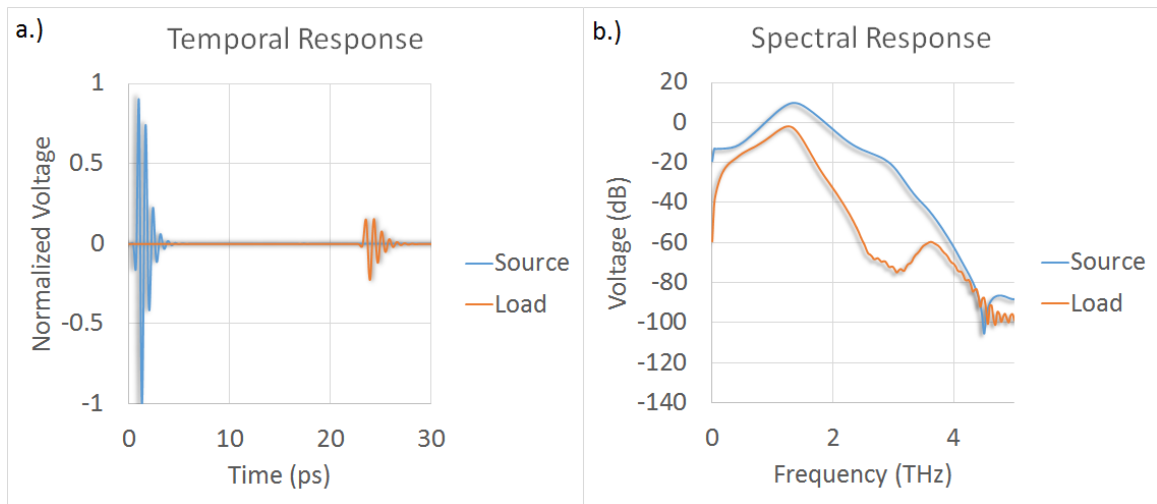 a.)
Temporal Response
Normalized Voltage
1
0.5
0
-0.5
-1
0 10 20 30
Time (ps)
Source
Load
b.)
Spectral Response
Voltage (dB)
20
0
-20
-40
-60
-80
-100
-120
-140
0 2 4
Frequency (THz)
Source
Load